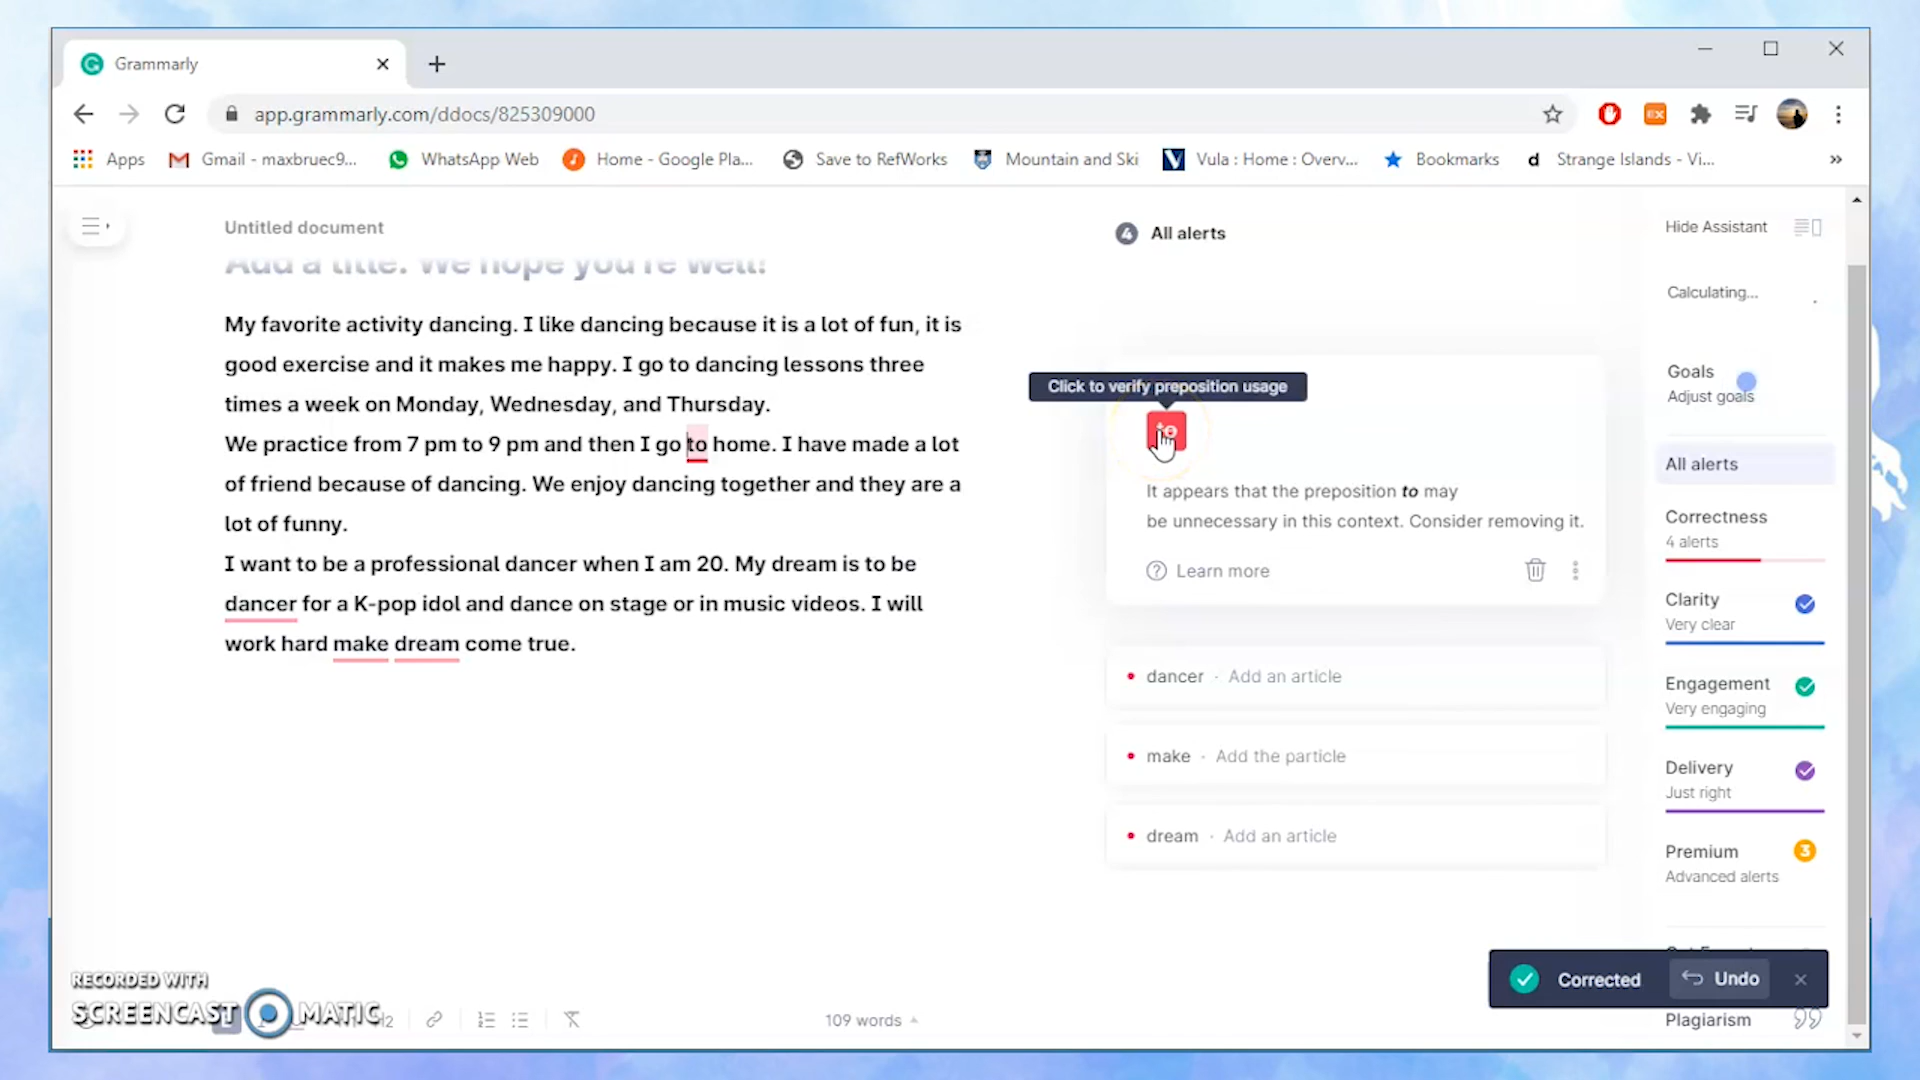 Grammarly
app.grammarly.com/ddocs/825309000
EX
Apps
Gmail - maxbruec9...
WhatsApp Web
Home - Google Pla...
Save to RefWorks
Mountain and Ski
Vula : Home : Overv...
Bookmarks
d Strange Islands - Vi...
»
Untitled document
Add a title. We hope you're well!
My favorite activity dancing. I like dancing because it is a lot of fun, it is
good exercise and it makes me happy. I go to dancing lessons three
times a week on Monday, Wednesday, and Thursday.
We practice from 7 pm to 9 pm and then I go to home. I have made a lot
of friend because of dancing. We enjoy dancing together and they are a
lot of funny.
I want to be a professional dancer when I am 20. My dream is to be
dancer for a K-pop idol and dance on stage or in music videos. I will
work hard make dream come true.
4 All alerts
Click to verify preposition usage
It appears that the preposition to may
be unnecessary in this context. Consider removing it.
Learn more
dancer · Add an article
make · Add the particle
dream · Add an article
Hide Assistant
Calculating...
Goals
Adjust goals
All alerts
Correctness
4 alerts
Clarity
Very clear
Engagement
Very engaging
Delivery
Just right
Premium 3
Advanced alerts
Corrected
Undo
Plagiarism
RECORDED WITH
SCREENCAST MATIC
109 words